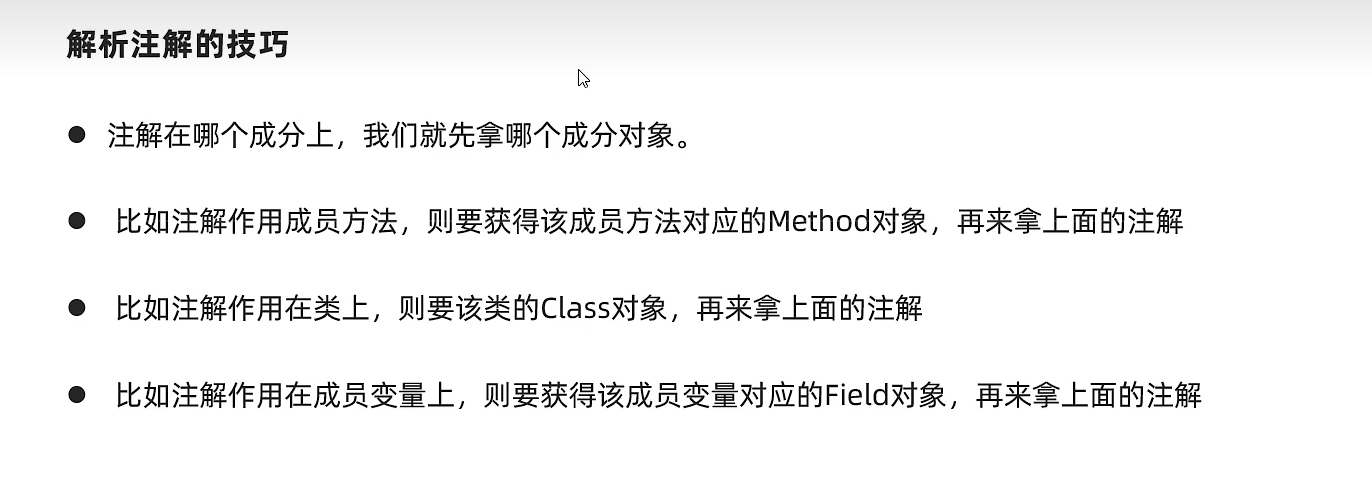 解析注解的技巧
● 注解在哪个成分上，我们就先拿哪个成分对象。
● 比如注解作用成员方法，则要获得该成员方法对应的Method对象，再来拿上面的注解
● 比如注解作用在类上，则要该类的Class对象，再来拿上面的注解
● 比如注解作用在成员变量上，则要获得该成员变量对应的Field对象，再来拿上面的注解